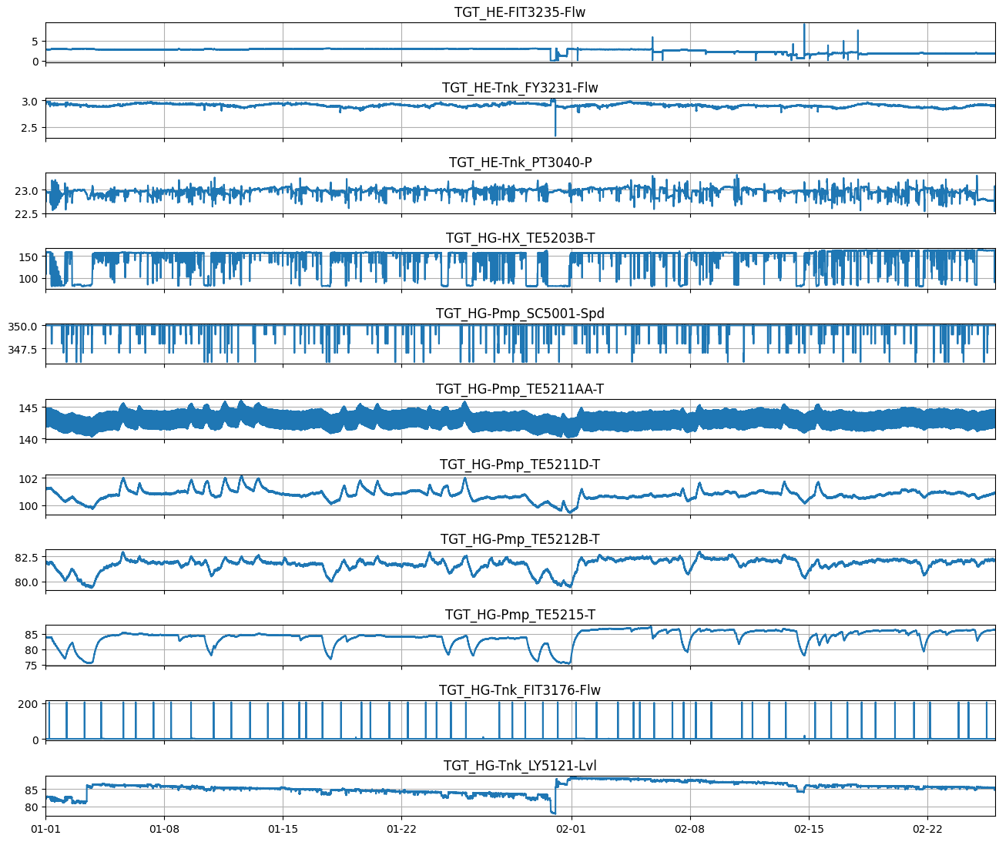 TGT_HE-FIT3235-Flw
5
0
TGT_HE-Tnk_FY3231-Flw
3.0
2.5
TGT_HE-Tnk_PT3040-P
23.0
22.5
TGT_HG-HX_TE5203B-T
150
100
TGT_HG-Pmp_SC5001-Spd
350.0
347.5
TGT_HG-Pmp_TE5211AA-T
145
140
TGT_HG-Pmp_TE5211D-T
102
100
TGT_HG-Pmp_TE5212B-T
82.5
80.0
TGT_HG-Pmp_TE5215-T
85
80
75
TGT_HG-Tnk_FIT3176-Flw
200
0
TGT_HG-Tnk_LY5121-Lvl
85
80
01-01 01-08 01-15 01-22 02-01 02-08 02-15 02-22